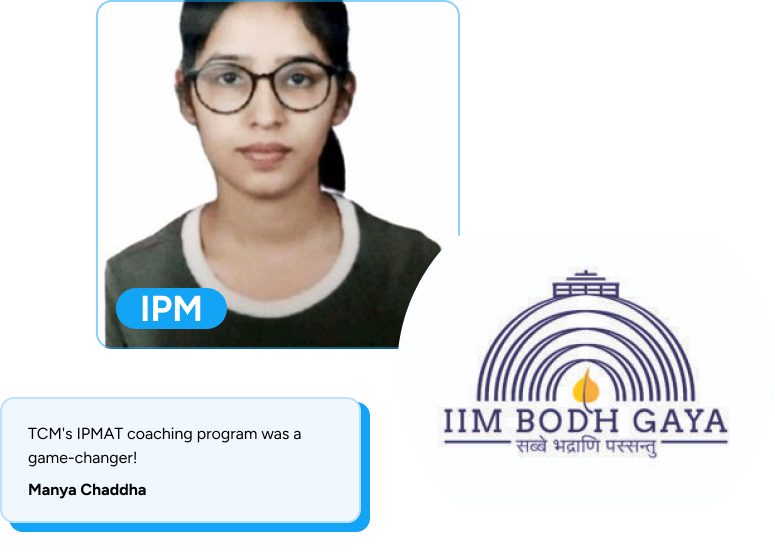 IPM
IIM BODH GAYA
सब्बे भद्राणि पस्सन्तु
TCM's IPMAT coaching program was a
game-changer!
Manya Chaddha